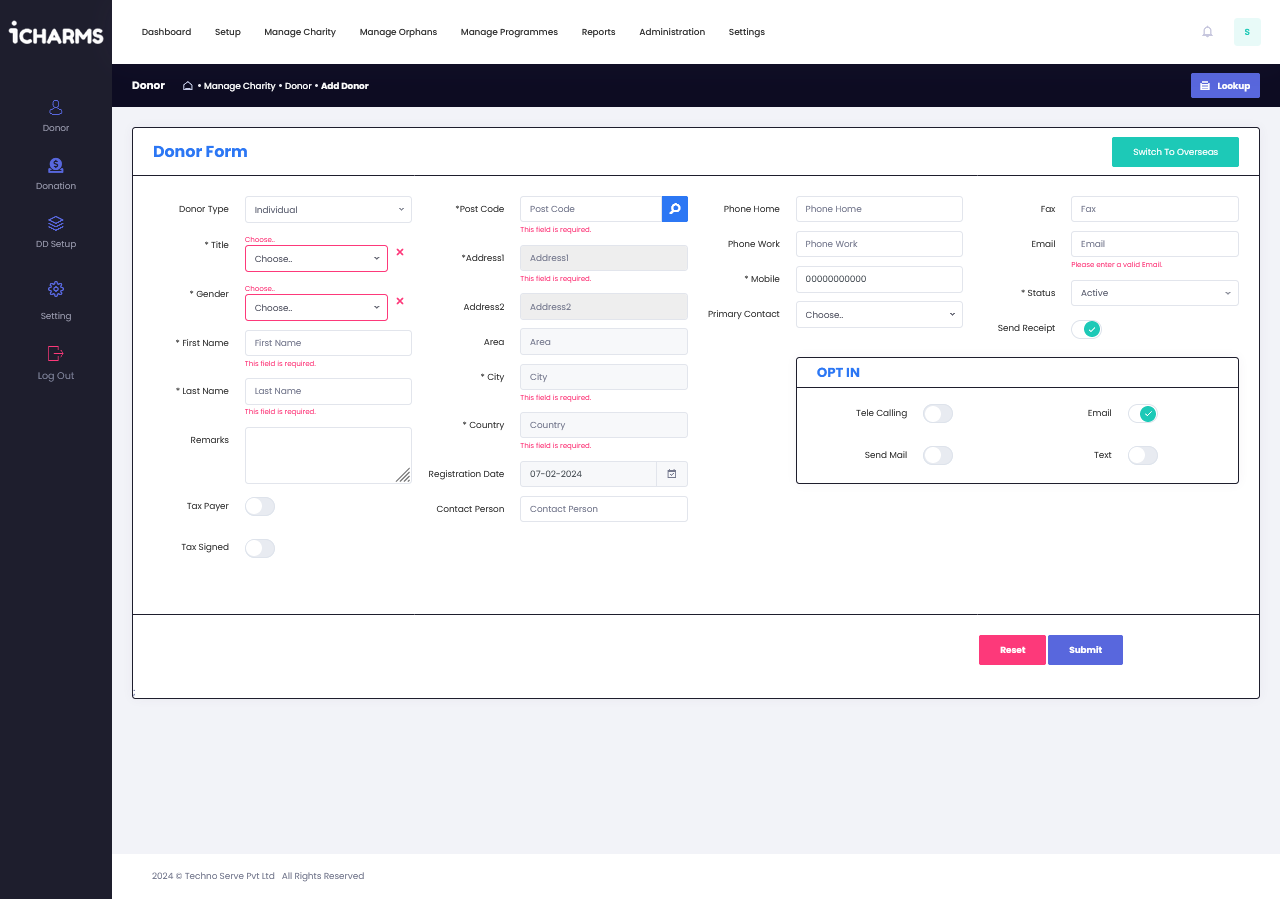 iCHARMS
Dashboard Setup Manage Charity Manage Orphans Manage Programmes Reports Administration Settings S
Donor • Manage Charity • Donor • Add Donor Lookup
Donor
Donation
DD Setup
Setting
Log Out
Donor Form Switch To Overseas
Donor Type Individual
* Title Choose..
Choose..
* Gender Choose..
Choose..
* First Name First Name
This field is required.
* Last Name Last Name
This field is required.
Remarks
Tax Payer
Tax Signed
*Post Code Post Code
This field is required.
*Address1 Address1
This field is required.
Address2 Address2
Area Area
* City City
This field is required.
* Country Country
This field is required.
Registration Date 07-02-2024
Contact Person Contact Person
Phone Home Phone Home
Phone Work Phone Work
* Mobile 00000000000
Primary Contact Choose..
Fax Fax
Email Email
Please enter a valid Email.
* Status Active
Send Receipt
OPT IN
Tele Calling Email
Send Mail Text
Reset Submit
;
2024 © Techno Serve Pvt Ltd All Rights Reserved